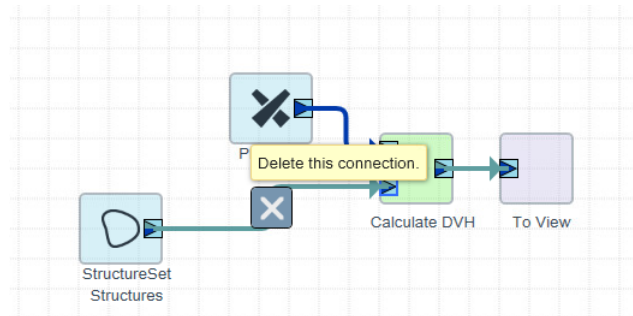 P
Delete this connection.
Calculate DVH
To View
StructureSet
Structures